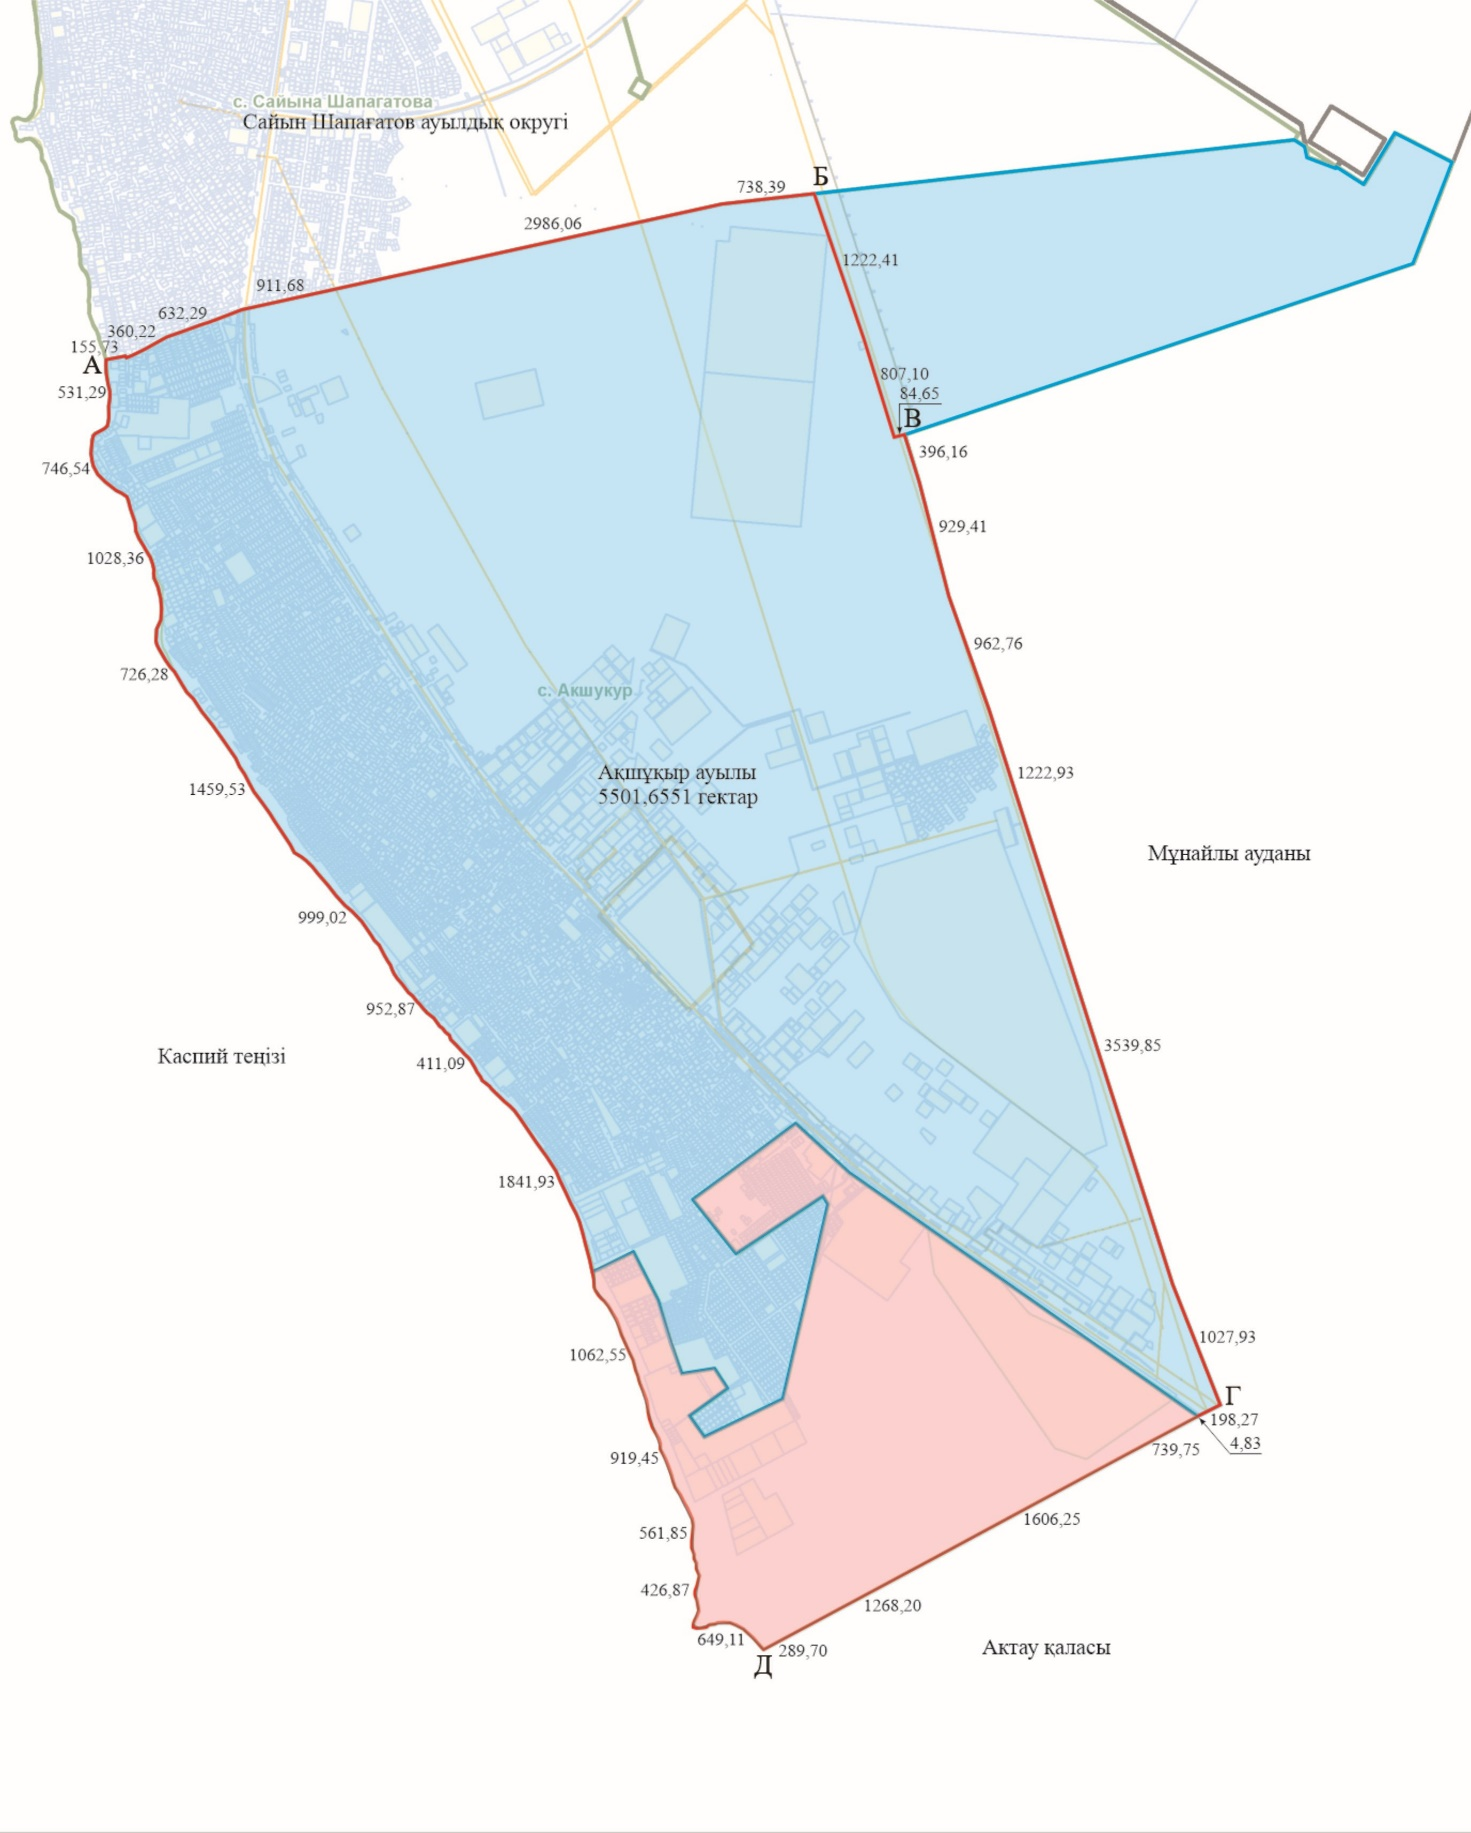 с. Сайына Шапагатова
Сайын Шапағатов ауылдық округі
Б
738,39
2986,06
1222,41
911,68
632,29
360,22
155,73
А
531,29
807,10
84,65
В
396,16
746,54
929,41
1028,36
962,76
726,28
с. Акшукур
Ақшұқыр ауылы
5501,6551 гектар
1222,93
1459,53
Мұнайлы ауданы
999,02
952,87
3539,85
Каспий теңізі
411,09
1841,93
1027,93
1062,55
Г
198,27
4,83
739,75
919,45
1606,25
561,85
426,87
1268,20
649,11
289,70
Актау қаласы
Д